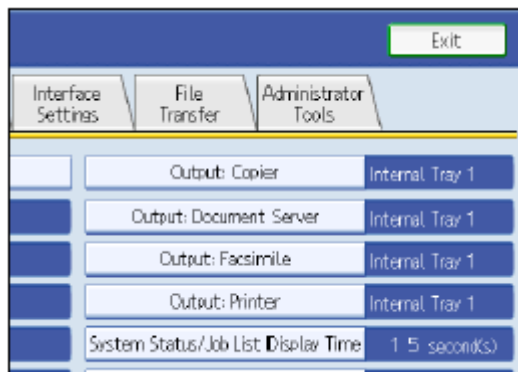 Exit
Interface Settings
File Transfer
Administrator Tools
Output: Copier Internal Tray 1
Output: Document Server Internal Tray 1
Output: Facsimile Internal Tray 1
Output: Printer Internal Tray 1
System Status/Job List Display Time 15 second(s)